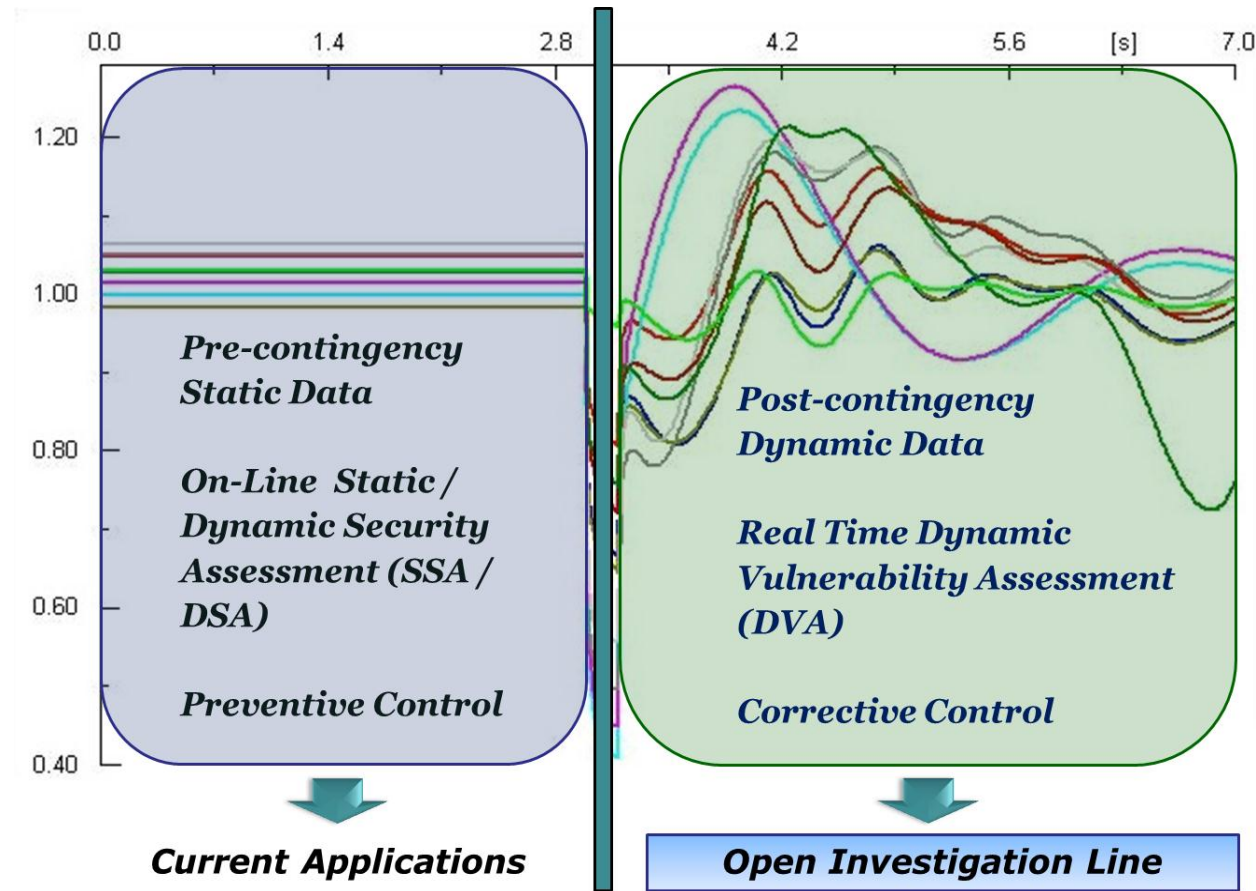 0.0 1.4 2.8 4.2 5.6 [s] 7.0
1.20
1.00
0.80
0.60
0.40
Pre-contingency
Static Data
On-Line Static /
Dynamic Security
Assessment (SSA /
DSA)
Preventive Control
Post-contingency
Dynamic Data
Real Time Dynamic
Vulnerability Assessment
(DVA)
Corrective Control
Current Applications
Open Investigation Line